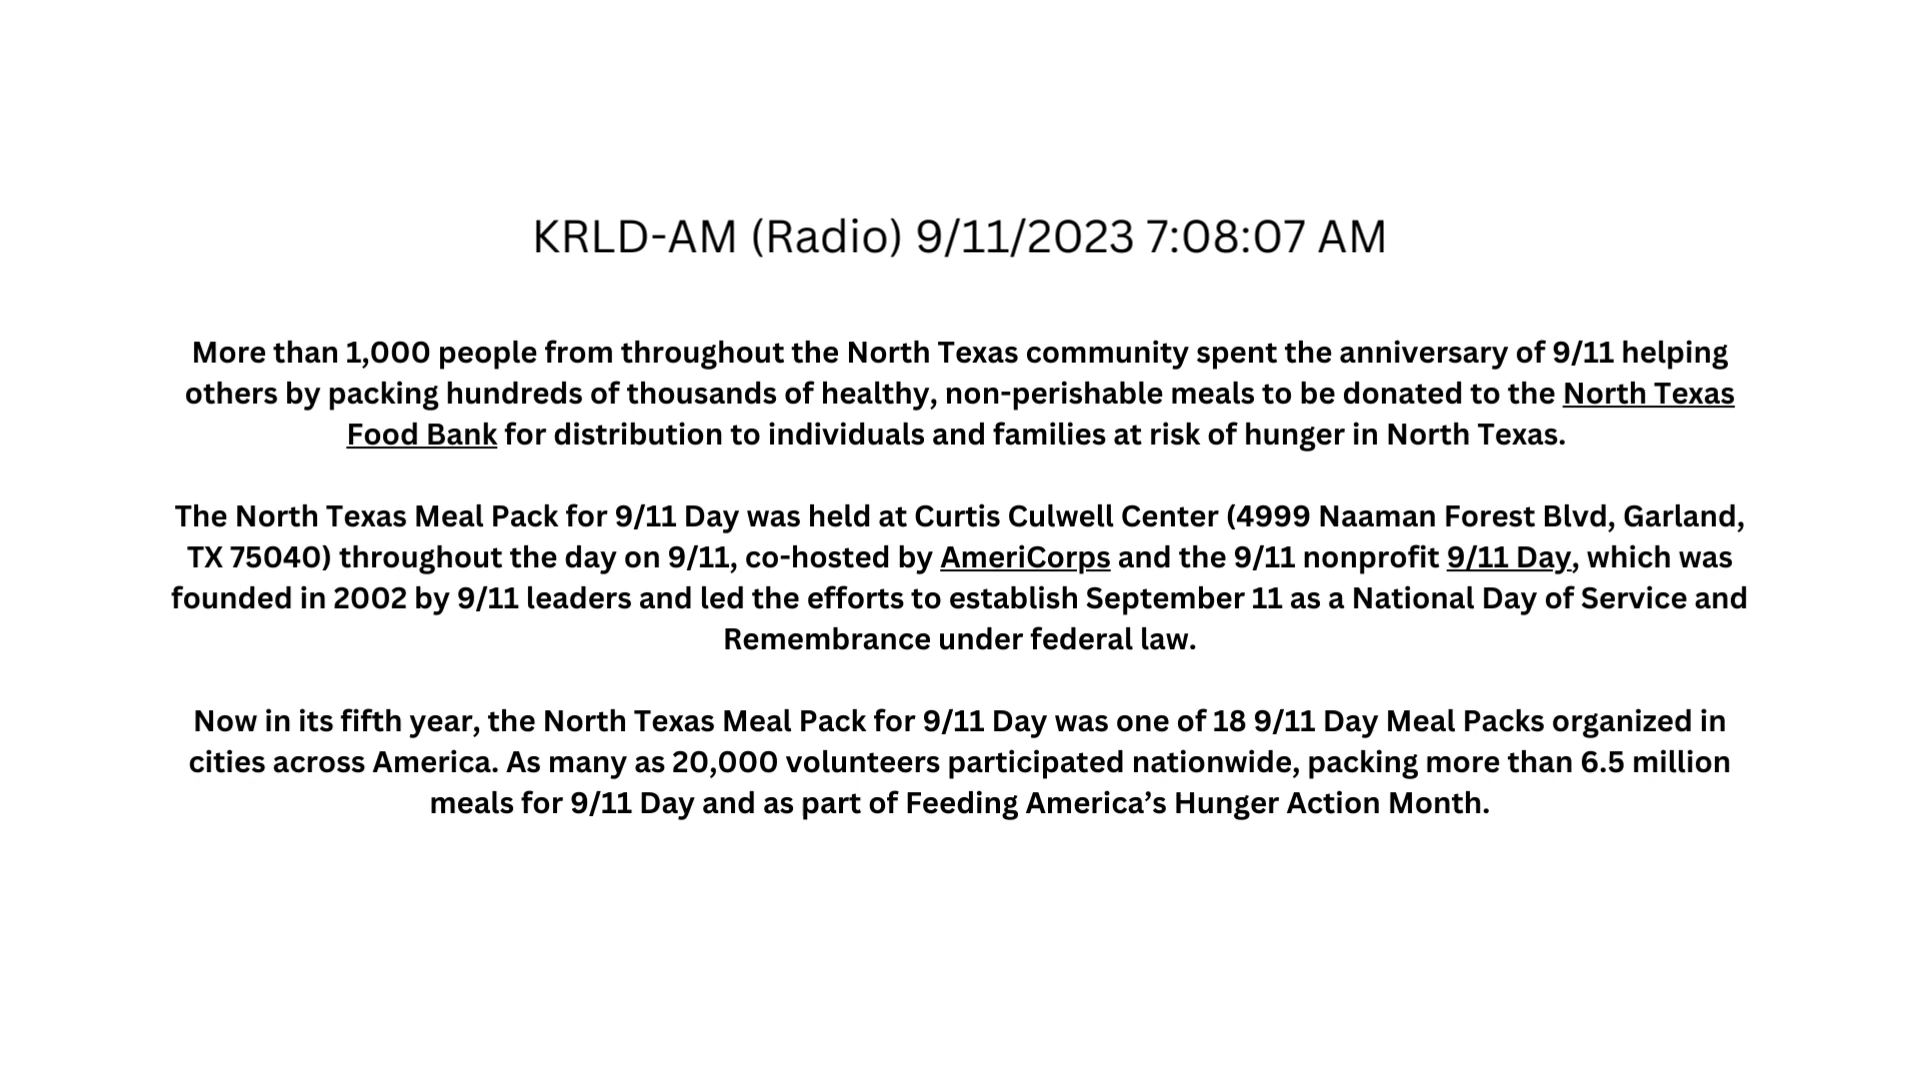 KRLD-AM (Radio) 9/11/2023 7:08:07 AM
More than 1,000 people from throughout the North Texas community spent the anniversary of 9/11 helping
others by packing hundreds of thousands of healthy, non-perishable meals to be donated to the North Texas
Food Bank for distribution to individuals and families at risk of hunger in North Texas.
The North Texas Meal Pack for 9/11 Day was held at Curtis Culwell Center (4999 Naaman Forest Blvd, Garland,
TX 75040) throughout the day on 9/11, co-hosted by AmeriCorps and the 9/11 nonprofit 9/11 Day, which was
founded in 2002 by 9/11 leaders and led the efforts to establish September 11 as a National Day of Service and
Remembrance under federal law.
Now in its fifth year, the North Texas Meal Pack for 9/11 Day was one of 18 9/11 Day Meal Packs organized in
cities across America. As many as 20,000 volunteers participated nationwide, packing more than 6.5 million
meals for 9/11 Day and as part of Feeding America’s Hunger Action Month.